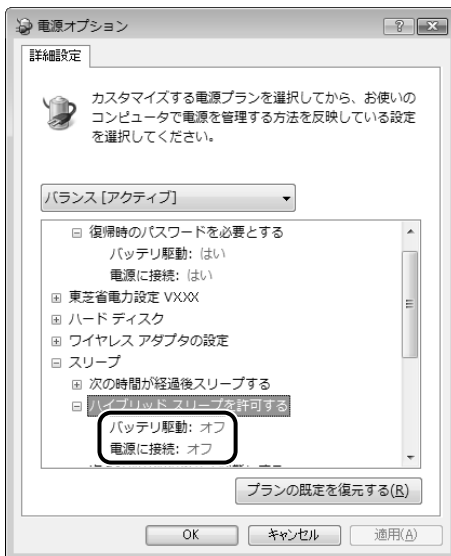 電源オプション
詳細設定
カスタマイズする電源プランを選択してから、お使いの
コンピュータで電源を管理する方法を反映している設定
を選択してください。
バランス [アクティブ]
復帰時のパスワードを必要とする
バッテリ駆動: はい
電源に接続: はい
東芝省電力設定 VX.XX
ハード ディスク
ワイヤレス アダプタの設定
スリープ
次の時間が経過後スリープする
ハイブリッド スリープを許可する
バッテリ駆動: オフ
電源に接続: オフ
プランの既定を復元する(R)
OK キャンセル 適用(A)